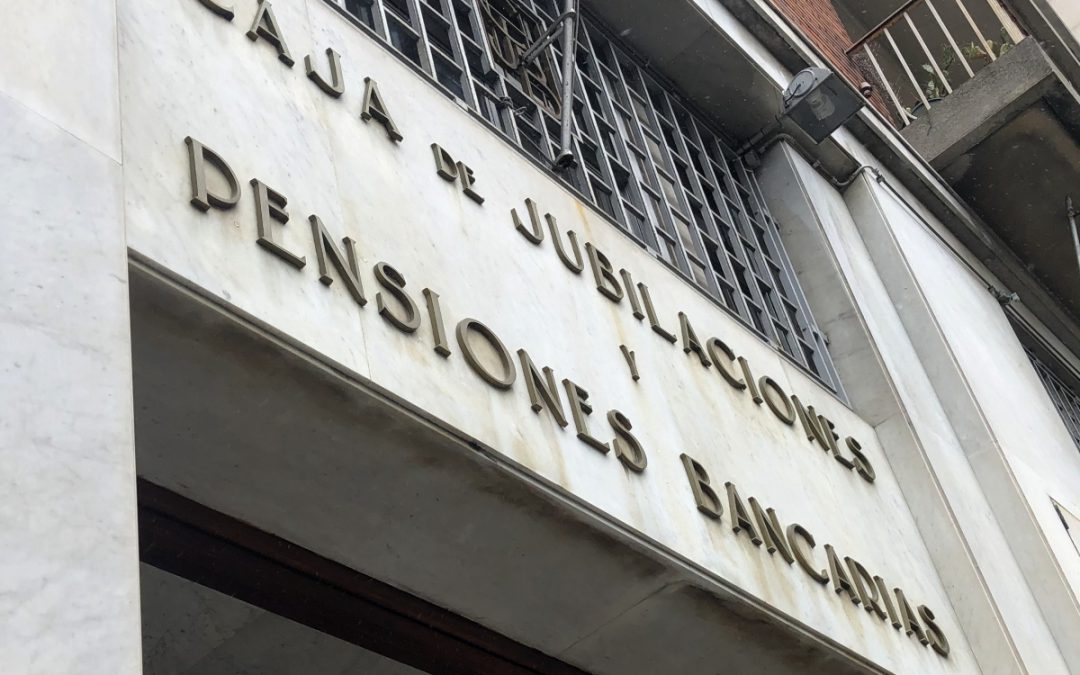 CAJA DE JUBILACIONES
Y
PENSIONES BANCARIAS